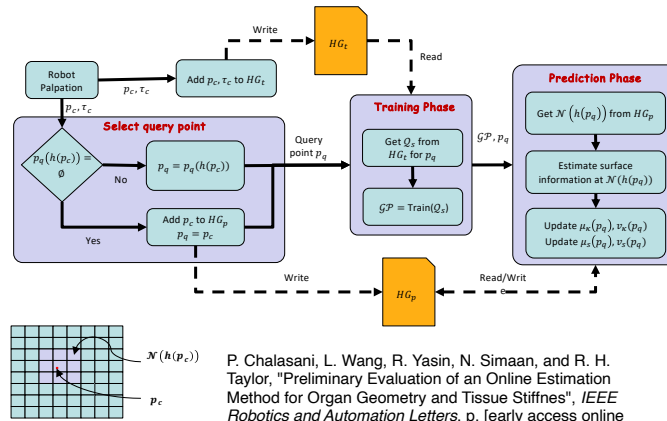 Write
HG_t
Read
Robot
Palpation
p_c, τ_c
Add p_c, τ_c to HG_t
p_c, τ_c
Select query point
p_q(h(p_c)) =
∅
No
p_q = p_q(h(p_c))
Yes
Add p_c to HG_p
p_q = p_c
Query
point p_q
Training Phase
Get Q_s from
HG_t for p_q
𝒢𝒫 = Train(Q_s)
𝒢𝒫, p_q
Prediction Phase
Get 𝒩(h(p_q)) from HG_p
Estimate surface
information at 𝒩(h(p_q))
Update μ_κ(p_q), v_κ(p_q)
Update μ_s(p_q), v_s(p_q)
Write
HG_p
Read/Writ
e
𝒩(h(p_c))
p_c
P. Chalasani, L. Wang, R. Yasin, N. Simaan, and R. H.
Taylor, "Preliminary Evaluation of an Online Estimation
Method for Organ Geometry and Tissue Stiffnes", IEEE
Robotics and Automation Letters, p. [early access online